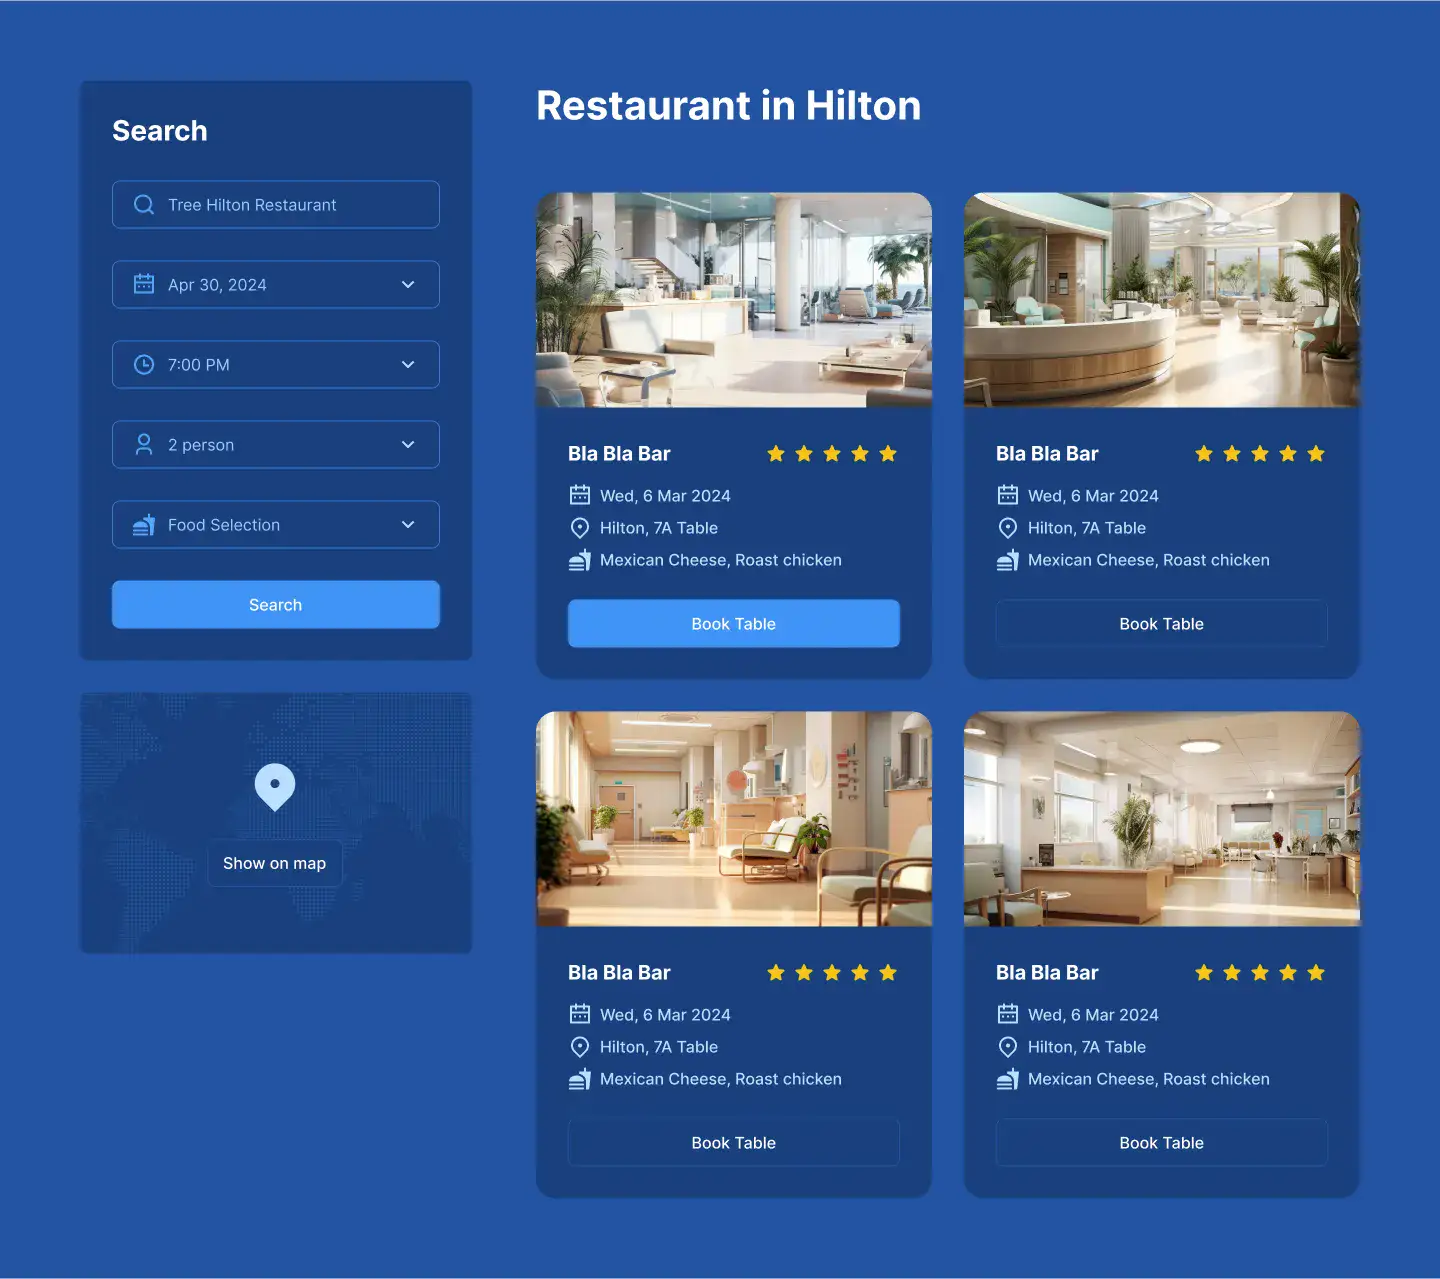 Search
Tree Hilton Restaurant
Apr 30, 2024
7:00 PM
2 person
Food Selection
Search
Show on map
Restaurant in Hilton
Bla Bla Bar
Wed, 6 Mar 2024
Hilton, 7A Table
Mexican Cheese, Roast chicken
Book Table
Bla Bla Bar
Wed, 6 Mar 2024
Hilton, 7A Table
Mexican Cheese, Roast chicken
Book Table
Bla Bla Bar
Wed, 6 Mar 2024
Hilton, 7A Table
Mexican Cheese, Roast chicken
Book Table
Bla Bla Bar
Wed, 6 Mar 2024
Hilton, 7A Table
Mexican Cheese, Roast chicken
Book Table